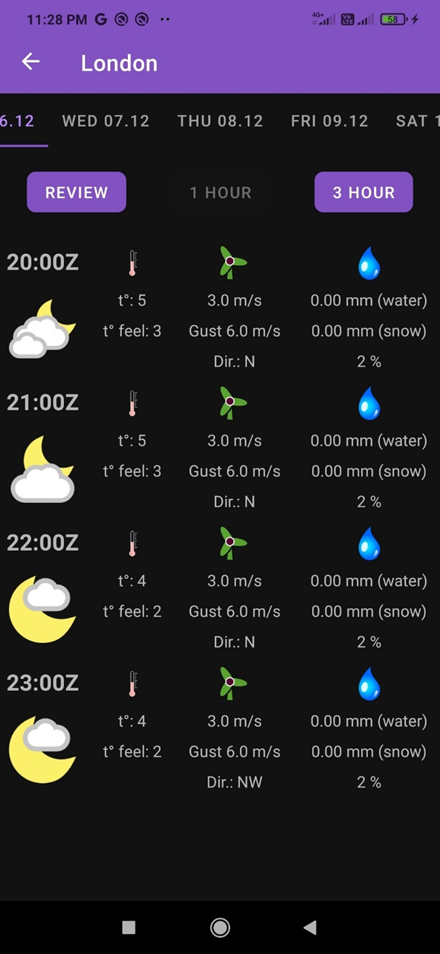 11:28 PM G 4G+ 58
London
6.12 WED 07.12 THU 08.12 FRI 09.12 SAT 1
REVIEW 1 HOUR 3 HOUR
20:00Z
t°: 5 3.0 m/s 0.00 mm (water)
t° feel: 3 Gust 6.0 m/s 0.00 mm (snow)
Dir.: N 2 %
21:00Z
t°: 5 3.0 m/s 0.00 mm (water)
t° feel: 3 Gust 6.0 m/s 0.00 mm (snow)
Dir.: N 2 %
22:00Z
t°: 4 3.0 m/s 0.00 mm (water)
t° feel: 2 Gust 6.0 m/s 0.00 mm (snow)
Dir.: N 2 %
23:00Z
t°: 4 3.0 m/s 0.00 mm (water)
t° feel: 2 Gust 6.0 m/s 0.00 mm (snow)
Dir.: NW 2 %